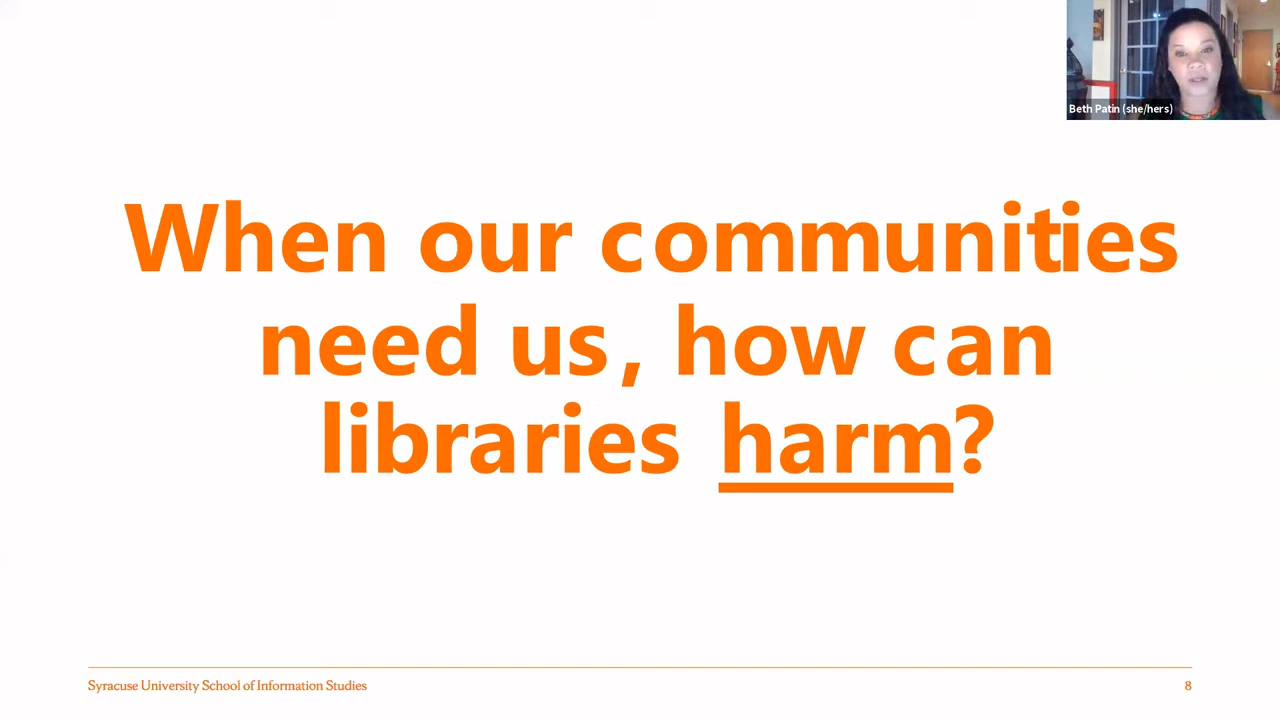 Beth Patin (she/hers)
When our communities
need us, how can
libraries harm?
Syracuse University School of Information Studies
8